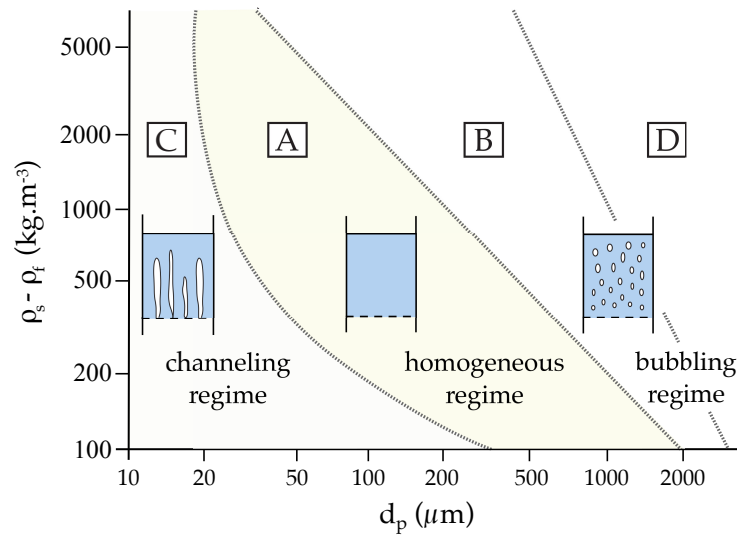 5000
2000
1000
500
200
100
ρs - ρf (kg.m-3)
C
A
B
D
channeling
regime
homogeneous
regime
bubbling
regime
10
20
50
100
200
500
1000
2000
dp (μm)